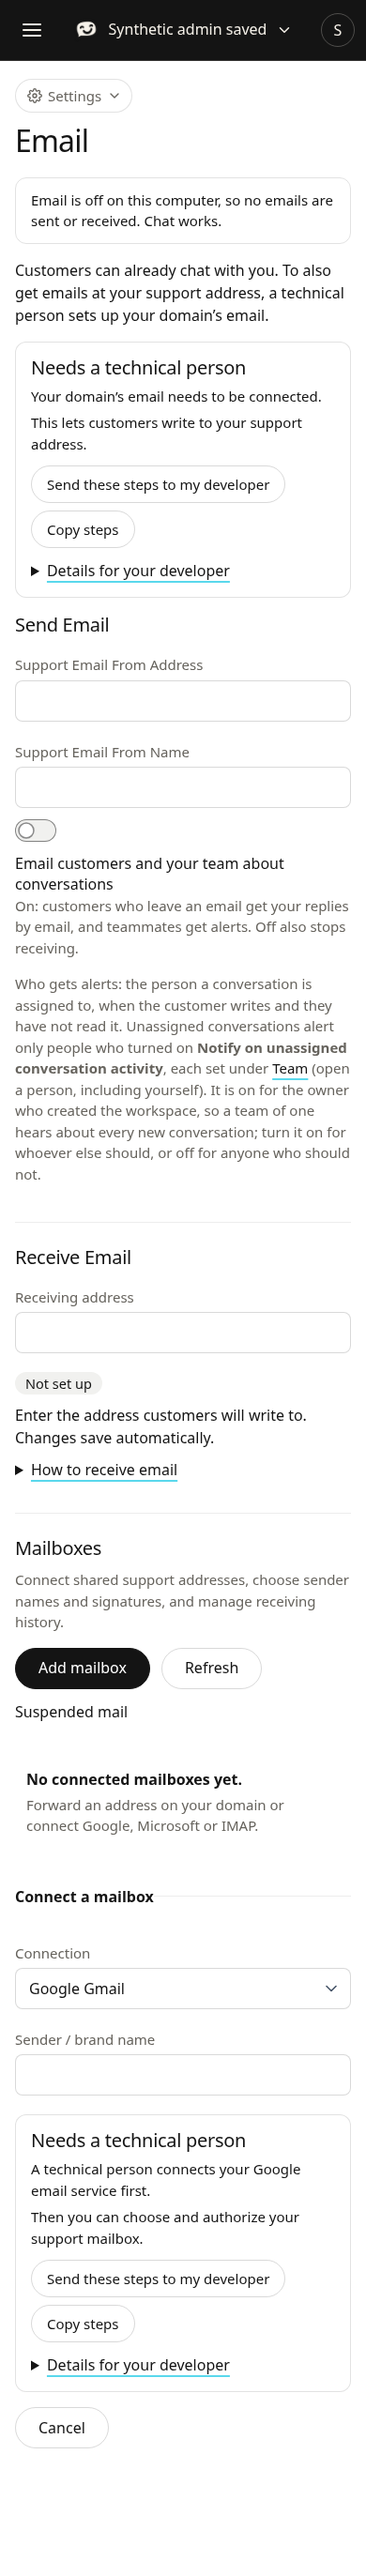 Synthetic admin saved
S
Settings
Email
Email is off on this computer, so no emails are
sent or received. Chat works.
Customers can already chat with you. To also
get emails at your support address, a technical
person sets up your domain’s email.
Needs a technical person
Your domain’s email needs to be connected.
This lets customers write to your support
address.
Send these steps to my developer
Copy steps
Details for your developer
Send Email
Support Email From Address
Support Email From Name
Email customers and your team about
conversations
On: customers who leave an email get your replies
by email, and teammates get alerts. Off also stops
receiving.
Who gets alerts: the person a conversation is
assigned to, when the customer writes and they
have not read it. Unassigned conversations alert
only people who turned on Notify on unassigned
conversation activity, each set under Team (open
a person, including yourself). It is on for the owner
who created the workspace, so a team of one
hears about every new conversation; turn it on for
whoever else should, or off for anyone who should
not.
Receive Email
Receiving address
Not set up
Enter the address customers will write to.
Changes save automatically.
How to receive email
Mailboxes
Connect shared support addresses, choose sender
names and signatures, and manage receiving
history.
Add mailbox
Refresh
Suspended mail
No connected mailboxes yet.
Forward an address on your domain or
connect Google, Microsoft or IMAP.
Connect a mailbox
Connection
Google Gmail
Sender / brand name
Needs a technical person
A technical person connects your Google
email service first.
Then you can choose and authorize your
support mailbox.
Send these steps to my developer
Copy steps
Details for your developer
Cancel